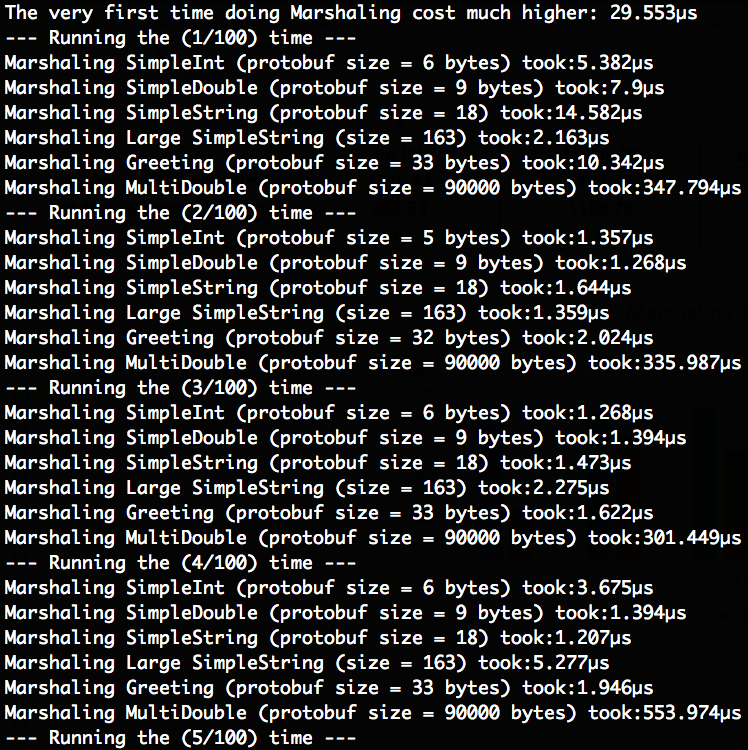 The very first time doing Marshaling cost much higher: 29.553µs
--- Running the (1/100) time ---
Marshaling SimpleInt (protobuf size = 6 bytes) took:5.382µs
Marshaling SimpleDouble (protobuf size = 9 bytes) took:7.9µs
Marshaling SimpleString (protobuf size = 18) took:14.582µs
Marshaling Large SimpleString (size = 163) took:2.163µs
Marshaling Greeting (protobuf size = 33 bytes) took:10.342µs
Marshaling MultiDouble (protobuf size = 90000 bytes) took:347.794µs
--- Running the (2/100) time ---
Marshaling SimpleInt (protobuf size = 5 bytes) took:1.357µs
Marshaling SimpleDouble (protobuf size = 9 bytes) took:1.268µs
Marshaling SimpleString (protobuf size = 18) took:1.644µs
Marshaling Large SimpleString (size = 163) took:1.359µs
Marshaling Greeting (protobuf size = 32 bytes) took:2.024µs
Marshaling MultiDouble (protobuf size = 90000 bytes) took:335.987µs
--- Running the (3/100) time ---
Marshaling SimpleInt (protobuf size = 6 bytes) took:1.268µs
Marshaling SimpleDouble (protobuf size = 9 bytes) took:1.394µs
Marshaling SimpleString (protobuf size = 18) took:1.473µs
Marshaling Large SimpleString (size = 163) took:2.275µs
Marshaling Greeting (protobuf size = 33 bytes) took:1.622µs
Marshaling MultiDouble (protobuf size = 90000 bytes) took:301.449µs
--- Running the (4/100) time ---
Marshaling SimpleInt (protobuf size = 6 bytes) took:3.675µs
Marshaling SimpleDouble (protobuf size = 9 bytes) took:1.394µs
Marshaling SimpleString (protobuf size = 18) took:1.207µs
Marshaling Large SimpleString (size = 163) took:5.277µs
Marshaling Greeting (protobuf size = 33 bytes) took:1.946µs
Marshaling MultiDouble (protobuf size = 90000 bytes) took:553.974µs
--- Running the (5/100) time ---